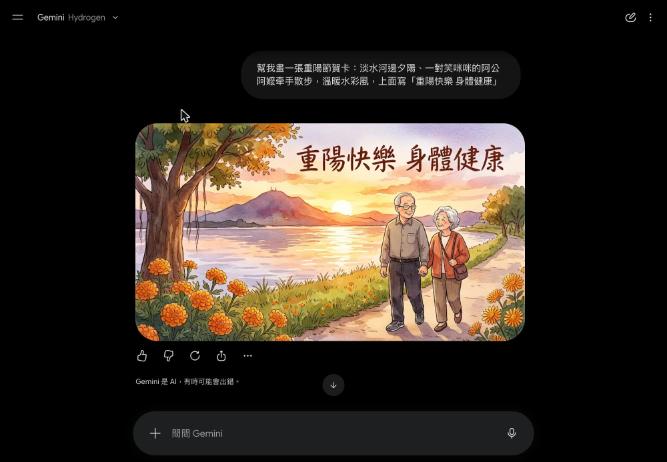 Gemini Hydrogen
幫我畫一張重陽節賀卡：淡水河邊夕陽、一對笑咪咪的阿公
阿嬤牽手散步，溫暖水彩風，上面寫「重陽快樂 身體健康」
重陽快樂 身體健康
Gemini 是 AI，有時可能會出錯。
問問 Gemini